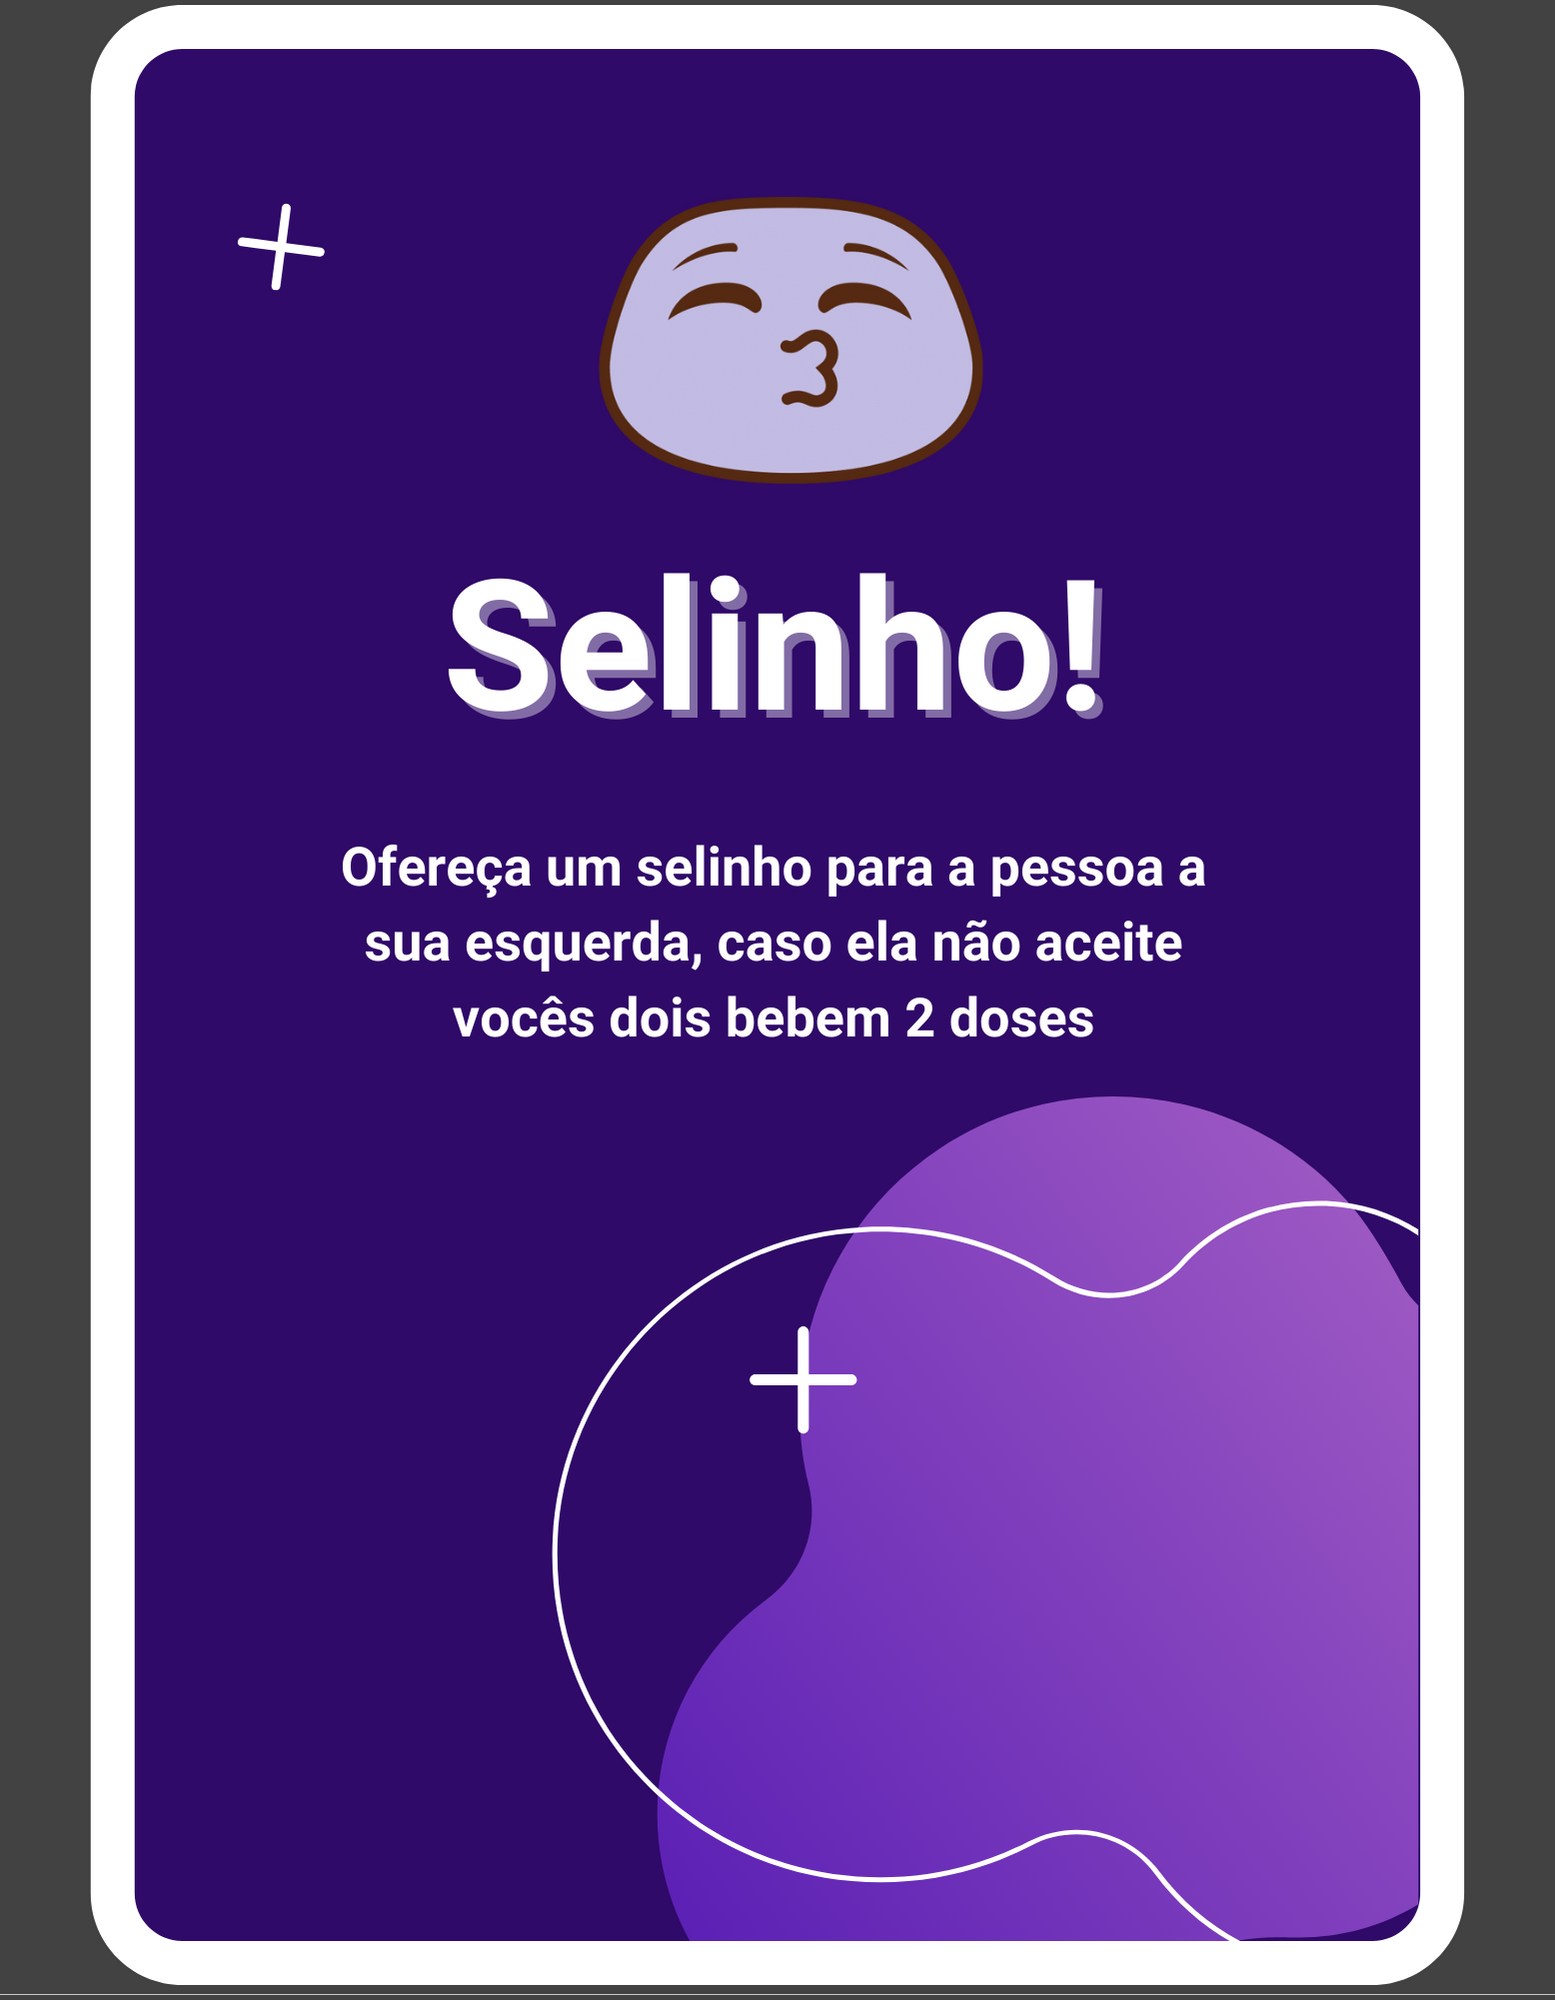 Selinho!
Ofereça um selinho para a pessoa a
sua esquerda, caso ela não aceite
vocês dois bebem 2 doses